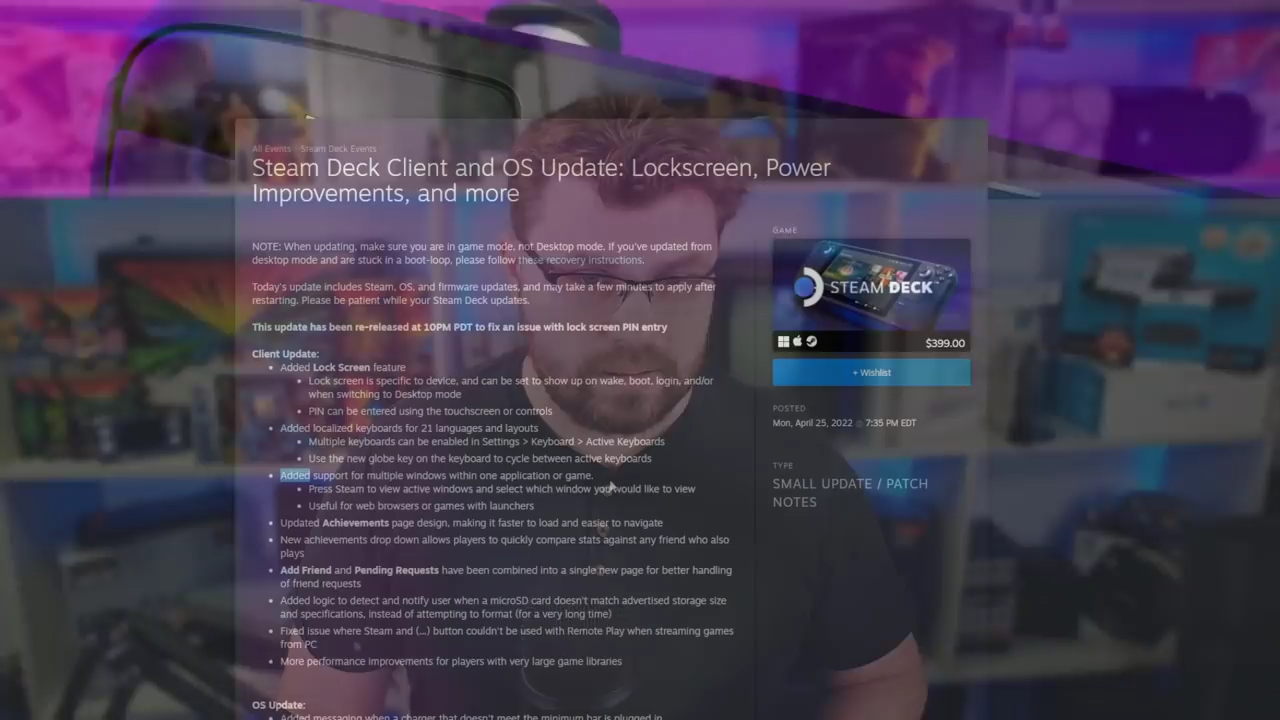 All Events
Steam Deck Events
Steam Deck Client and OS Update: Lockscreen, Power
Improvements, and more
NOTE: When updating, make sure you are in game mode, not Desktop mode. If you've updated from
desktop mode and are stuck in a boot-loop, please follow these recovery instructions.
Today's update includes Steam, OS, and firmware updates, and may take a few minutes to apply after
restarting. Please be patient while your Steam Deck updates.
This update has been re-released at 10PM PDT to fix an issue with lock screen PIN entry
Client Update:
• Added Lock Screen feature
• Lock screen is specific to device, and can be set to show up on wake, boot, login, and/or
when switching to Desktop mode
• PIN can be entered using the touchscreen or controls
• Added localized keyboards for 21 languages and layouts
• Multiple keyboards can be enabled in Settings > Keyboard > Active Keyboards
• Use the new globe key on the keyboard to cycle between active keyboards
• Added support for multiple windows within one application or game.
• Press Steam to view active windows and select which window you would like to view
• Useful for web browsers or games with launchers
• Updated Achievements page design, making it faster to load and easier to navigate
• New achievements drop down allows players to quickly compare stats against any friend who also
plays
• Add Friend and Pending Requests have been combined into a single new page for better handling
of friend requests
• Added logic to detect and notify user when a microSD card doesn't match advertised storage size
and specifications, instead of attempting to format (for a very long time)
• Fixed issue where Steam and (...) button couldn't be used with Remote Play when streaming games
from PC
• More performance improvements for players with very large game libraries
OS Update:
• Added messaging when a charger that doesn't meet the minimum bar is plugged in
GAME
STEAM DECK
$399.00
+ Wishlist
POSTED
Mon, April 25, 2022 @ 7:35 PM EDT
TYPE
SMALL UPDATE / PATCH
NOTES